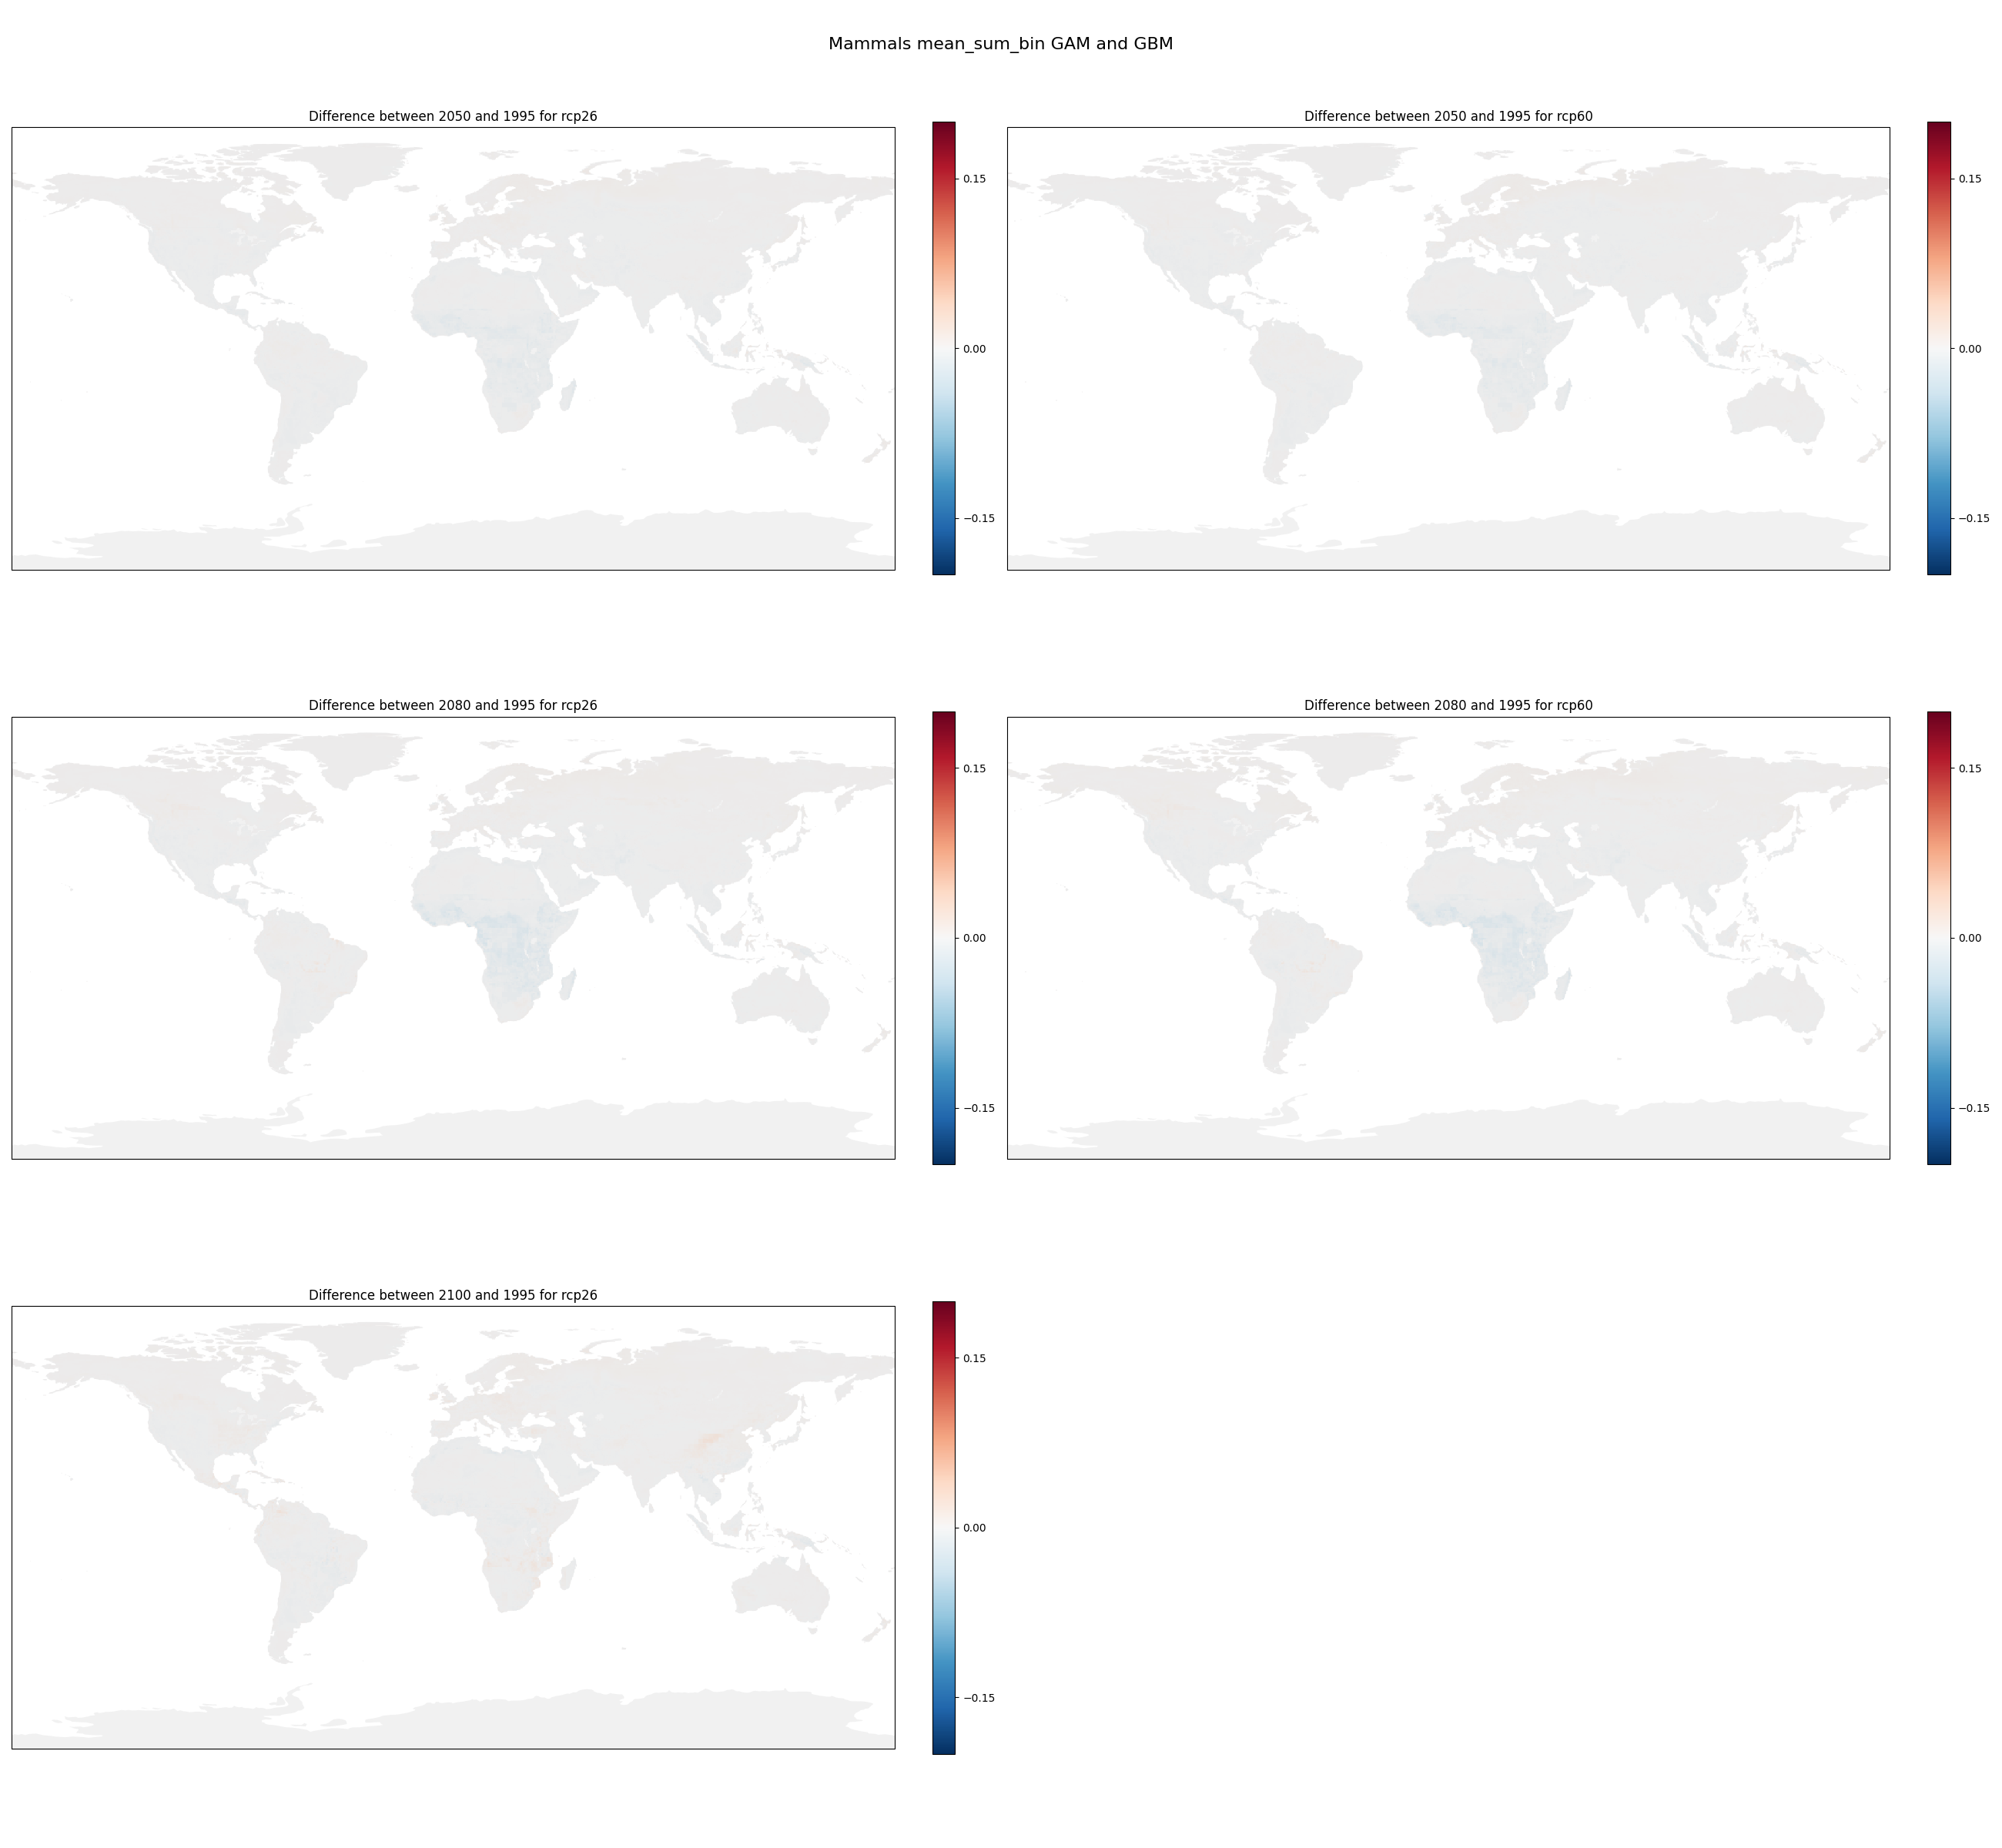 Mammals mean_sum_bin GAM and GBM
Difference between 2050 and 1995 for rcp26
0.15
0.00
−0.15
Difference between 2050 and 1995 for rcp60
0.15
0.00
−0.15
Difference between 2080 and 1995 for rcp26
0.15
0.00
−0.15
Difference between 2080 and 1995 for rcp60
0.15
0.00
−0.15
Difference between 2100 and 1995 for rcp26
0.15
0.00
−0.15